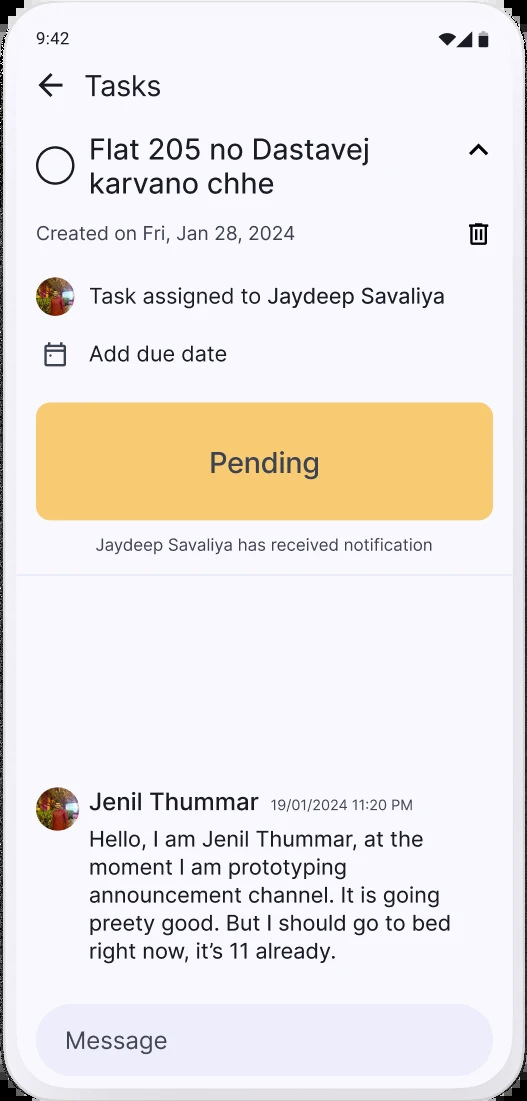 9:42
Tasks
Flat 205 no Dastavej
karvano chhe
Created on Fri, Jan 28, 2024
Task assigned to Jaydeep Savaliya
Add due date
Pending
Jaydeep Savaliya has received notification
Jenil Thummar 19/01/2024 11:20 PM
Hello, I am Jenil Thummar, at the
moment I am prototyping
announcement channel. It is going
preety good. But I should go to bed
right now, it’s 11 already.
Message